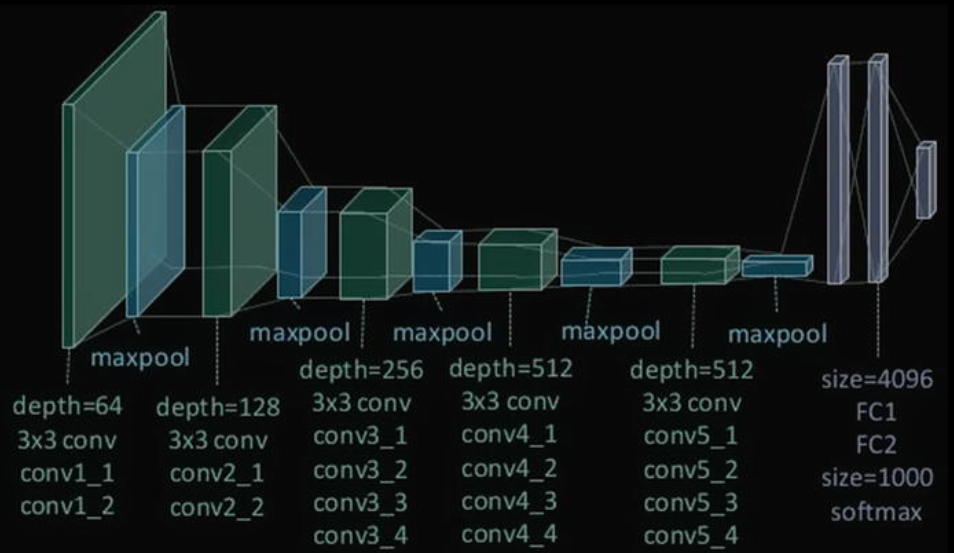 maxpool
maxpool
maxpool
maxpool
maxpool
depth=64
3x3 conv
conv1_1
conv1_2
depth=128
3x3 conv
conv2_1
conv2_2
depth=256
3x3 conv
conv3_1
conv3_2
conv3_3
conv3_4
depth=512
3x3 conv
conv4_1
conv4_2
conv4_3
conv4_4
depth=512
3x3 conv
conv5_1
conv5_2
conv5_3
conv5_4
size=4096
FC1
FC2
size=1000
softmax